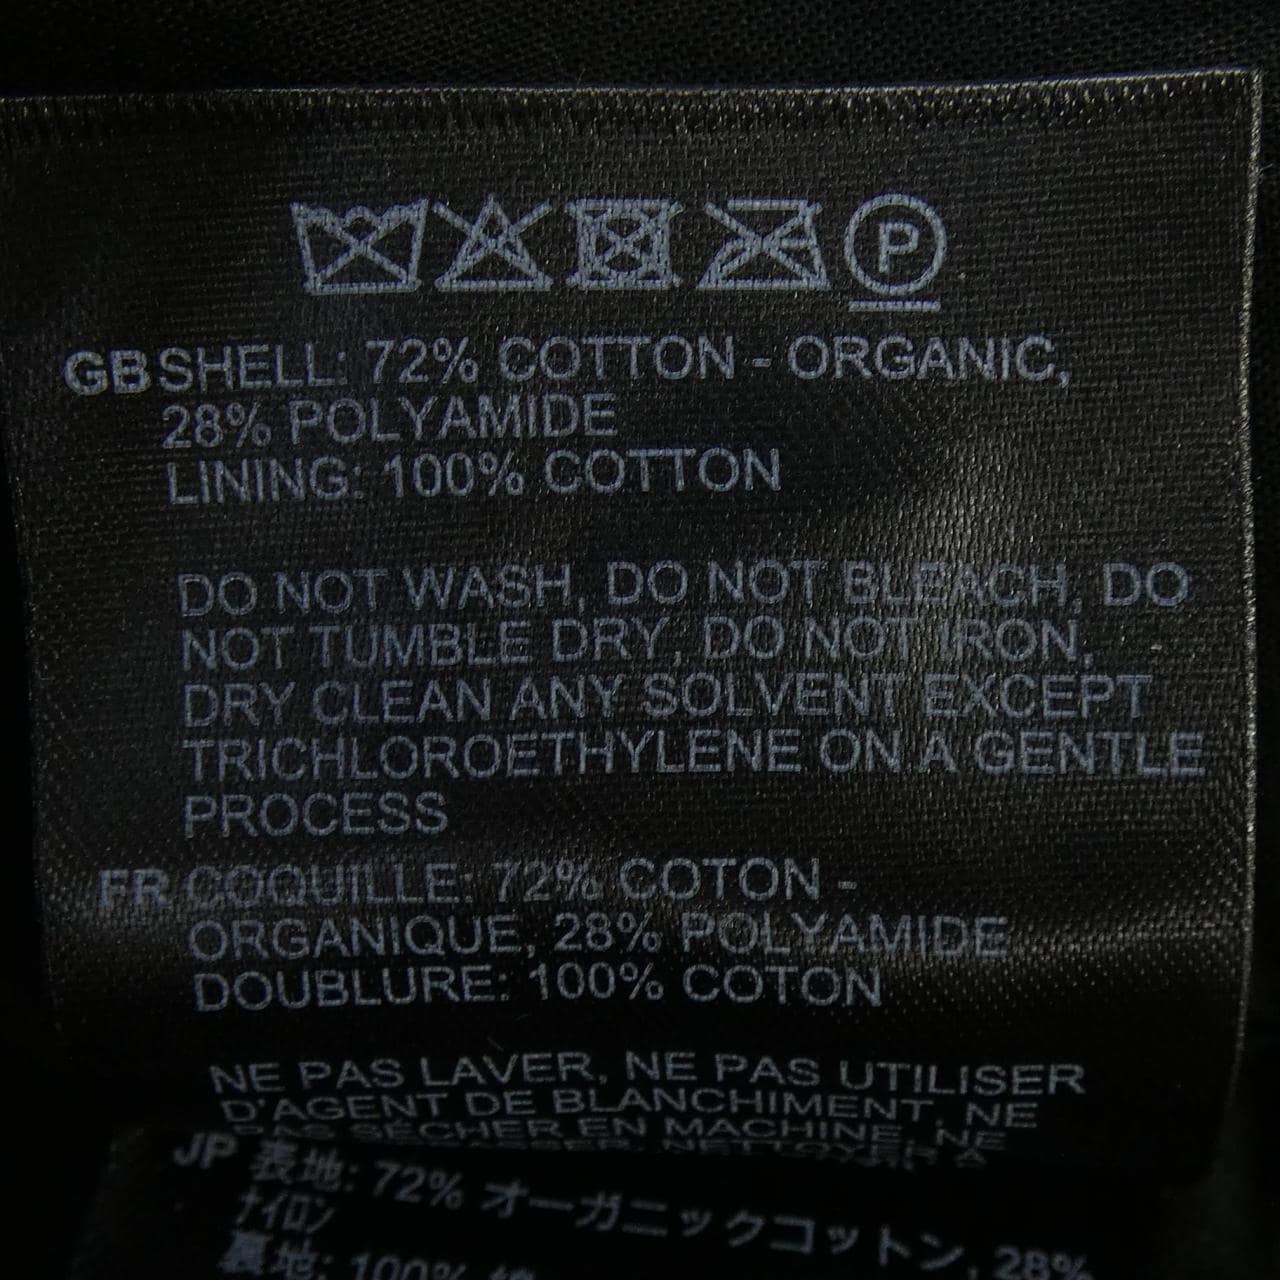 P
GB SHELL: 72% COTTON - ORGANIC,
28% POLYAMIDE
LINING: 100% COTTON
DO NOT WASH, DO NOT BLEACH, DO
NOT TUMBLE DRY, DO NOT IRON,
DRY CLEAN ANY SOLVENT EXCEPT
TRICHLOROETHYLENE ON A GENTLE
PROCESS
FR COQUILLE: 72% COTON -
ORGANIQUE, 28% POLYAMIDE
DOUBLURE: 100% COTON
NE PAS LAVER, NE PAS UTILISER
D'AGENT DE BLANCHIMENT, NE
PAS SÉCHER EN MACHINE, NE
JP 表地: 72% オーガニックコットン, 28%
ナイロン
裏地: 100% 綿